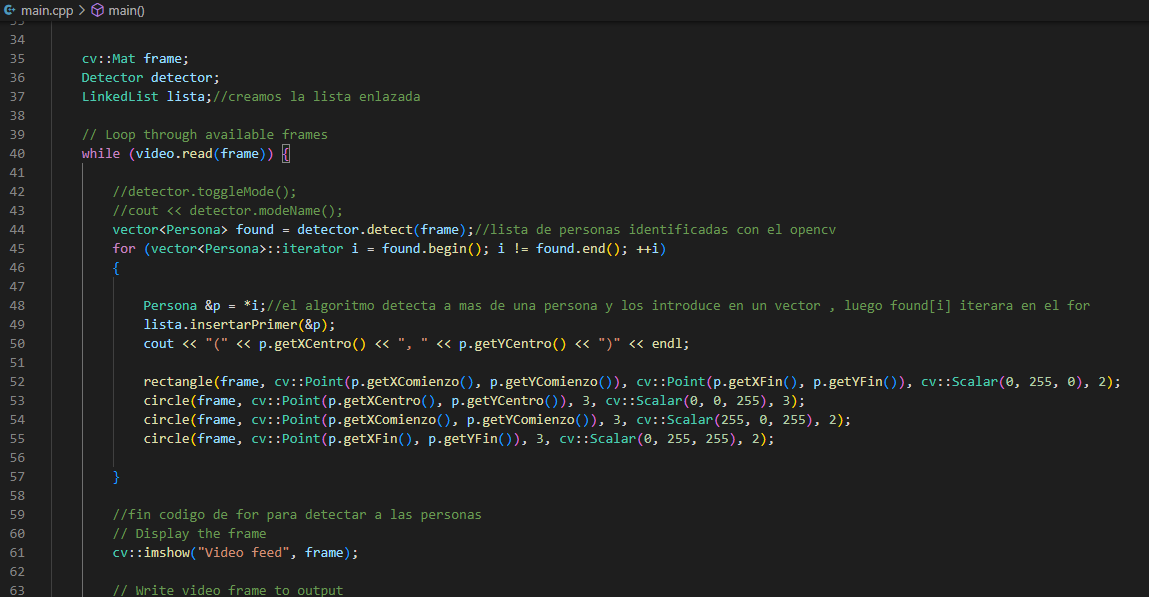 main.cpp > main()
33
34
35 cv::Mat frame;
36 Detector detector;
37 LinkedList lista;//creamos la lista enlazada
38
39 // Loop through available frames
40 while (video.read(frame)) {
41
42 //detector.toggleMode();
43 //cout << detector.modeName();
44 vector<Persona> found = detector.detect(frame);//lista de personas identificadas con el opencv
45 for (vector<Persona>::iterator i = found.begin(); i != found.end(); ++i)
46 {
47
48 Persona &p = *i;//el algoritmo detecta a mas de una persona y los introduce en un vector , luego found[i] iterara en el for
49 lista.insertarPrimer(&p);
50 cout << "(" << p.getXCentro() << ", " << p.getYCentro() << ")" << endl;
51
52 rectangle(frame, cv::Point(p.getXComienzo(), p.getYComienzo()), cv::Point(p.getXFin(), p.getYFin()), cv::Scalar(0, 255, 0), 2);
53 circle(frame, cv::Point(p.getXCentro(), p.getYCentro()), 3, cv::Scalar(0, 0, 255), 3);
54 circle(frame, cv::Point(p.getXComienzo(), p.getYComienzo()), 3, cv::Scalar(255, 0, 255), 2);
55 circle(frame, cv::Point(p.getXFin(), p.getYFin()), 3, cv::Scalar(0, 255, 255), 2);
56
57 }
58
59 //fin codigo de for para detectar a las personas
60 // Display the frame
61 cv::imshow("Video feed", frame);
62
63 // Write video frame to output